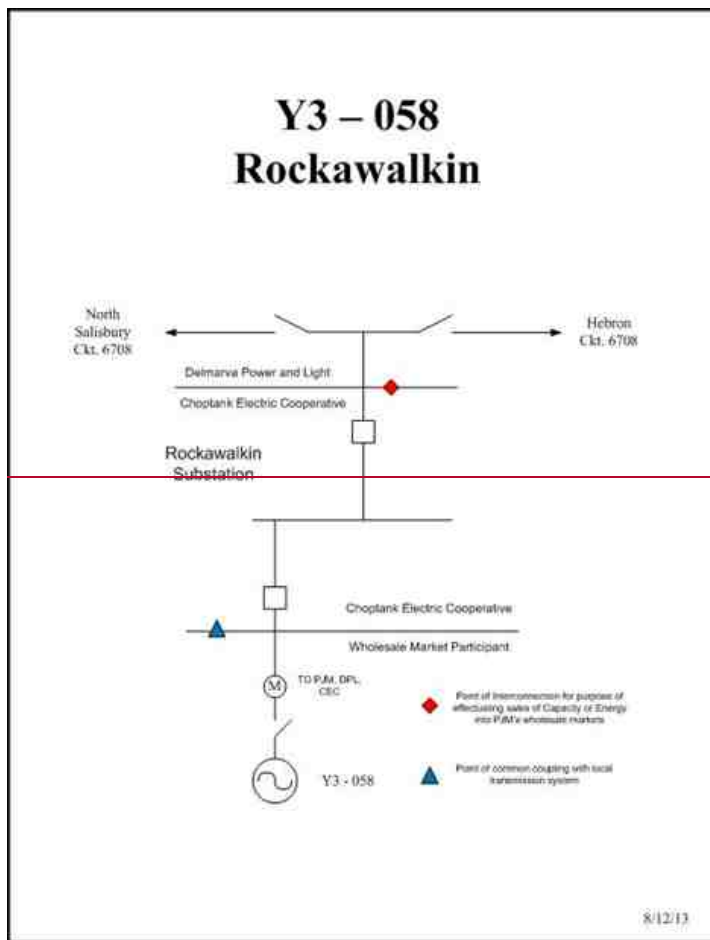 Y3 – 058
Rockawalkin
North
Salisbury
Ckt. 6708
Hebron
Ckt. 6708
Delmarva Power and Light
Choptank Electric Cooperative
Rockawalkin
Substation
Choptank Electric Cooperative
Wholesale Market Participant
M
TO PJM, DPL,
CEC
Point of Interconnection for purpose of
effectuating sales of Capacity or Energy
into PJM's wholesale markets
Y3 - 058
Point of common coupling with local
transmission system
8/12/13